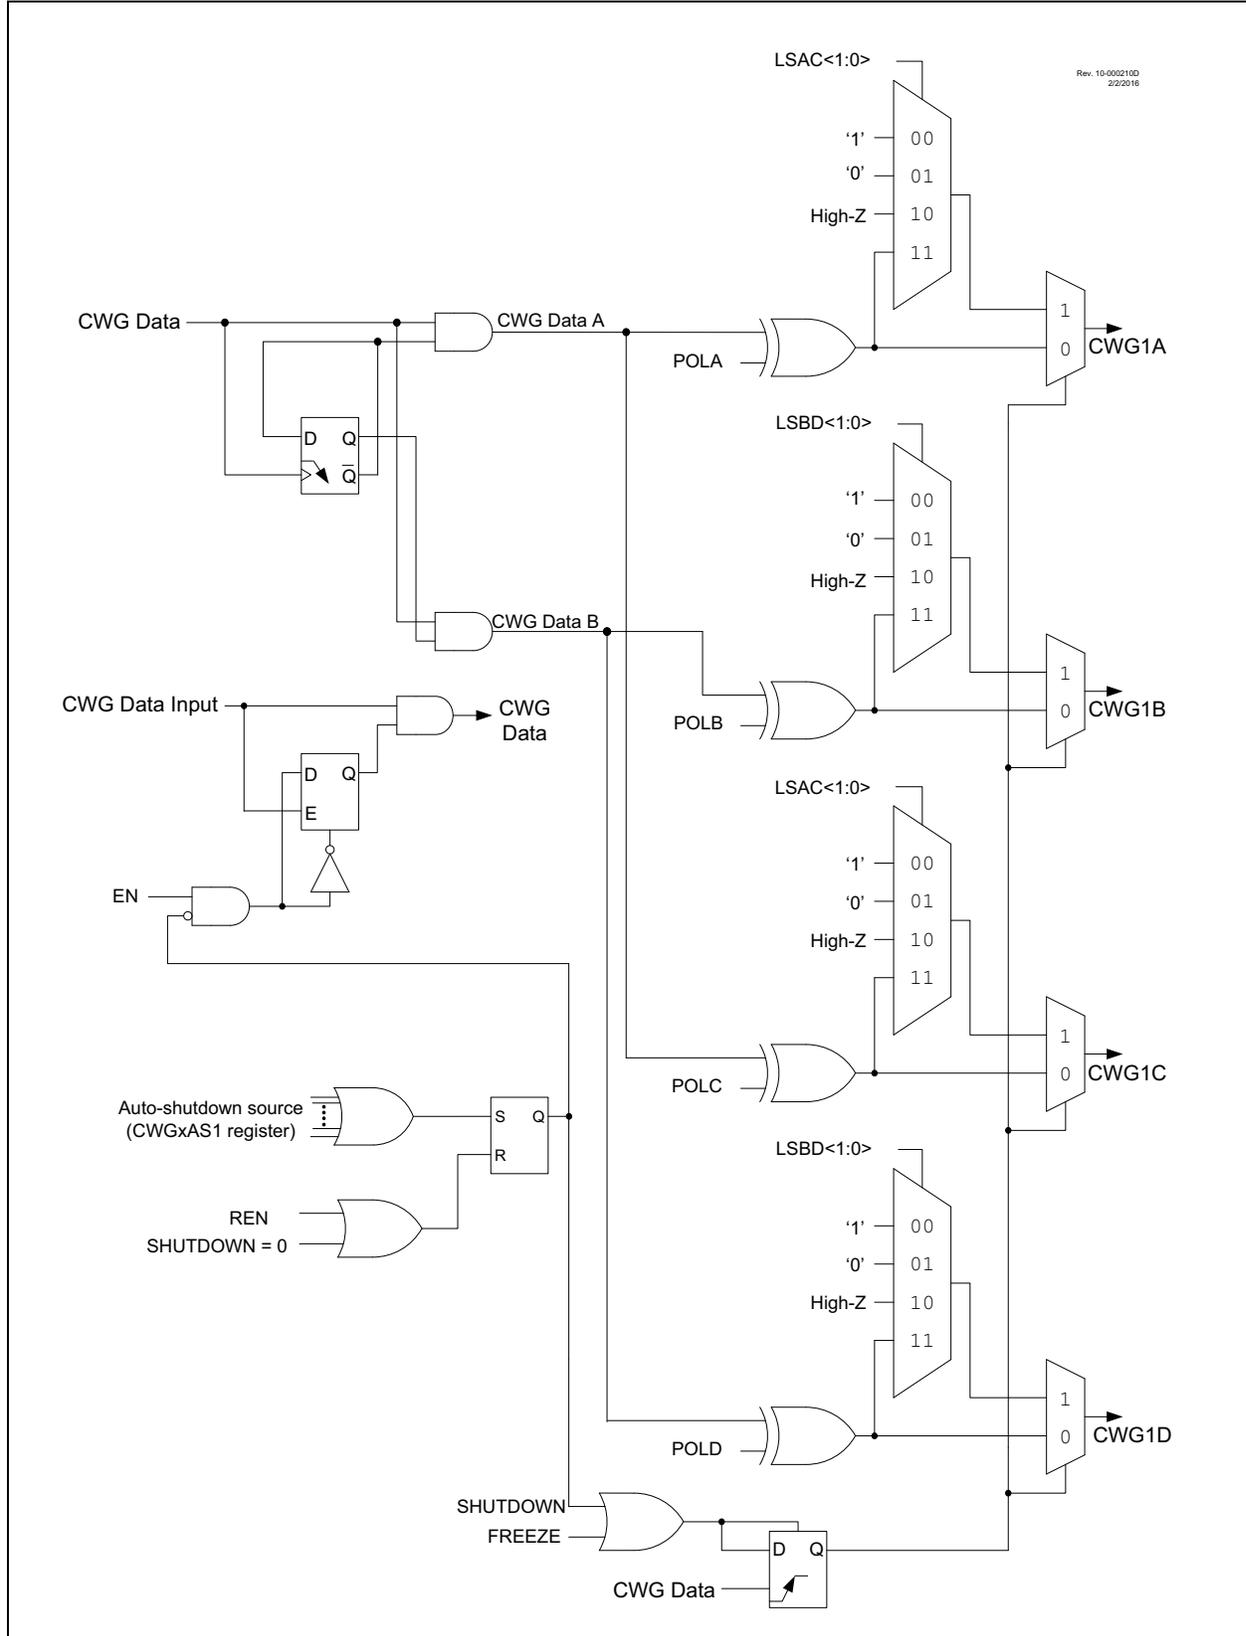 LSAC<1:0>
Rev. 10-000210D
2/2/2016
‘1’ 00
‘0’ 01
High-Z 10
11
CWG Data
CWG Data A
POLA
1
0
CWG1A
D Q
Q̅
LSBD<1:0>
‘1’ 00
‘0’ 01
High-Z 10
11
CWG Data B
POLB
1
0
CWG1B
CWG Data Input
CWG
Data
D Q
E
EN
LSAC<1:0>
‘1’ 00
‘0’ 01
High-Z 10
11
POLC
1
0
CWG1C
Auto-shutdown source
(CWGxAS1 register)
S Q
R
REN
SHUTDOWN = 0
LSBD<1:0>
‘1’ 00
‘0’ 01
High-Z 10
11
POLD
1
0
CWG1D
SHUTDOWN
FREEZE
D Q
CWG Data